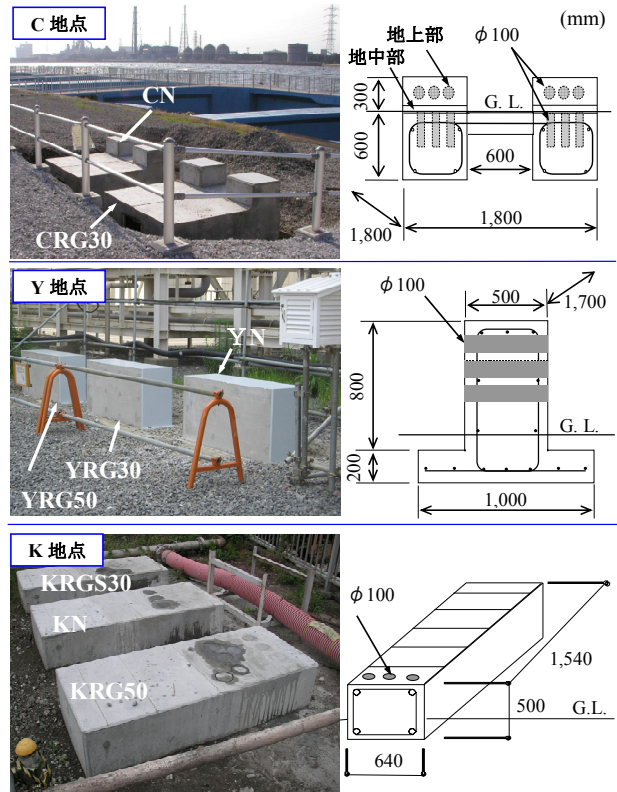 C 地点
CN
CRG30
(mm)
地上部
地中部
φ100
G. L.
300
600
600
1,800
1,800
Y 地点
YN
YRG30
YRG50
φ100
500
1,700
800
G. L.
200
1,000
K 地点
KRGS30
KN
KRG50
φ100
1,540
500
G.L.
640